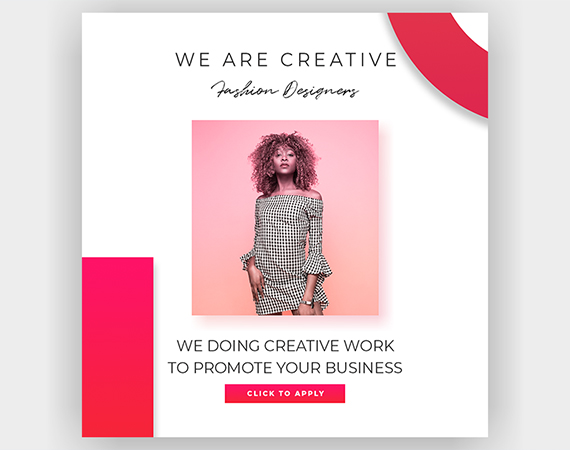 WE ARE CREATIVE
Fashion Designers
WE DOING CREATIVE WORK
TO PROMOTE YOUR BUSINESS
CLICK TO APPLY